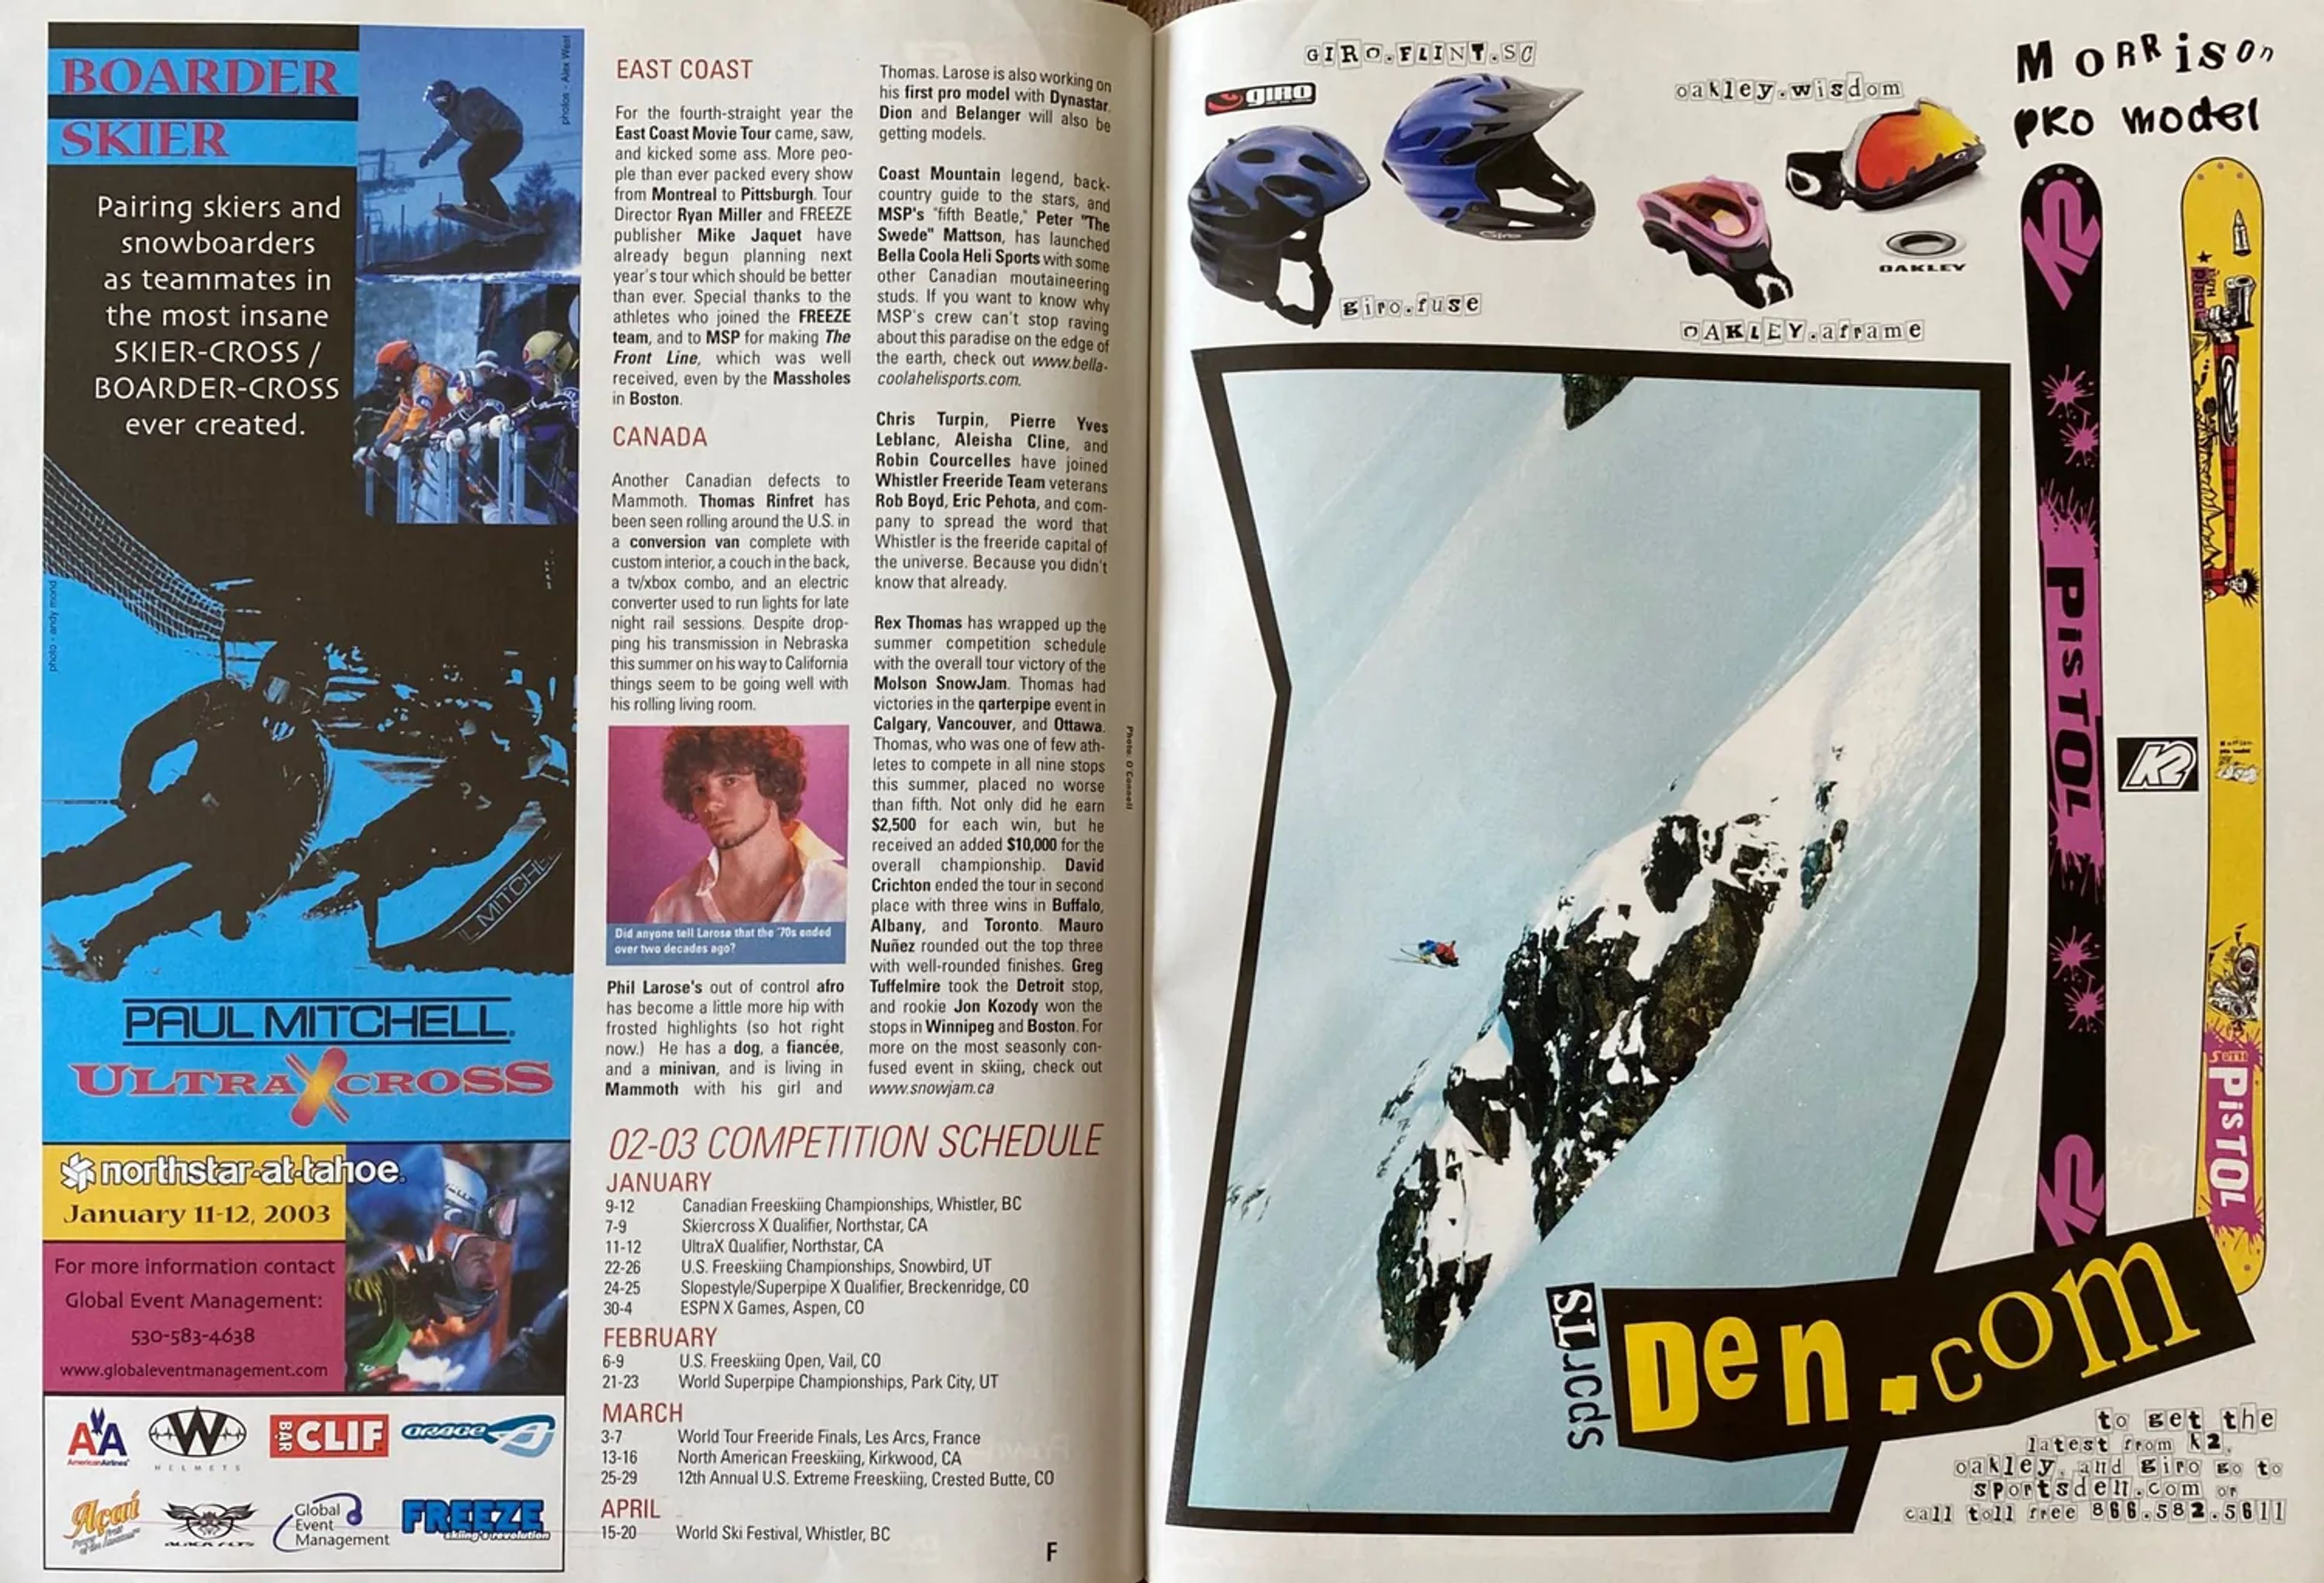 BOARDER
SKIER
photos - Alex West
Pairing skiers and
snowboarders
as teammates in
the most insane
SKIER-CROSS /
BOARDER-CROSS
ever created.
photo - andy mond
MITCHEL
PAUL MITCHELL.
ULTRAXCROSS
northstar-at-tahoe.
January 11-12, 2003
For more information contact
Global Event Management:
530-583-4638
www.globaleventmanagement.com
AA
AmericanAirlines
W
HELMETS
CLIF
BAR
ORAGE
Açaí
BLACK FLYS
Global
Event
Management
FREEZE
skiing's revolution
EAST COAST
For the fourth-straight year the
East Coast Movie Tour came, saw,
and kicked some ass. More peo-
ple than ever packed every show
from Montreal to Pittsburgh. Tour
Director Ryan Miller and FREEZE
publisher Mike Jaquet have
already begun planning next
year's tour which should be better
than ever. Special thanks to the
athletes who joined the FREEZE
team, and to MSP for making The
Front Line, which was well
received, even by the Massholes
in Boston.
CANADA
Another Canadian defects to
Mammoth. Thomas Rinfret has
been seen rolling around the U.S. in
a conversion van complete with
custom interior, a couch in the back,
a tv/xbox combo, and an electric
converter used to run lights for late
night rail sessions. Despite drop-
ping his transmission in Nebraska
this summer on his way to California
things seem to be going well with
his rolling living room.
Did anyone tell Larose that the '70s ended
over two decades ago?
Phil Larose's out of control afro
has become a little more hip with
frosted highlights (so hot right
now.) He has a dog, a fiancée,
and a minivan, and is living in
Mammoth with his girl and
Thomas. Larose is also working on
his first pro model with Dynastar.
Dion and Belanger will also be
getting models.
Coast Mountain legend, back-
country guide to the stars, and
MSP's "fifth Beatle," Peter "The
Swede" Mattson, has launched
Bella Coola Heli Sports with some
other Canadian moutaineering
studs. If you want to know why
MSP's crew can't stop raving
about this paradise on the edge of
the earth, check out www.bella-
coolahelisports.com.
Chris Turpin, Pierre Yves
Leblanc, Aleisha Cline, and
Robin Courcelles have joined
Whistler Freeride Team veterans
Rob Boyd, Eric Pehota, and com-
pany to spread the word that
Whistler is the freeride capital of
the universe. Because you didn't
know that already.
Rex Thomas has wrapped up the
summer competition schedule
with the overall tour victory of the
Molson SnowJam. Thomas had
victories in the qarterpipe event in
Calgary, Vancouver, and Ottawa.
Thomas, who was one of few ath-
letes to compete in all nine stops
this summer, placed no worse
than fifth. Not only did he earn
$2,500 for each win, but he
received an added $10,000 for the
overall championship. David
Crichton ended the tour in second
place with three wins in Buffalo,
Albany, and Toronto. Mauro
Nuñez rounded out the top three
with well-rounded finishes. Greg
Tuffelmire took the Detroit stop,
and rookie Jon Kozody won the
stops in Winnipeg and Boston. For
more on the most seasonly con-
fused event in skiing, check out
www.snowjam.ca
Photo: O'Connell
02-03 COMPETITION SCHEDULE
JANUARY
9-12 Canadian Freeskiing Championships, Whistler, BC
7-9 Skiercross X Qualifier, Northstar, CA
11-12 UltraX Qualifier, Northstar, CA
22-26 U.S. Freeskiing Championships, Snowbird, UT
24-25 Slopestyle/Superpipe X Qualifier, Breckenridge, CO
30-4 ESPN X Games, Aspen, CO
FEBRUARY
6-9 U.S. Freeskiing Open, Vail, CO
21-23 World Superpipe Championships, Park City, UT
MARCH
3-7 World Tour Freeride Finals, Les Arcs, France
13-16 North American Freeskiing, Kirkwood, CA
25-29 12th Annual U.S. Extreme Freeskiing, Crested Butte, CO
APRIL
15-20 World Ski Festival, Whistler, BC
F
GIRO.FLINT.SC
GIRO
giro.fuse
oakley.wisdom
OAKLEY
OAKLEY.aframe
MORRison
pro model
K2
PiSTOL
K2
K2
Seth
PiSTOL
sporTS
Den.com
to get the
latest from k2,
oakley, and giro go to
sportsden.com or
call toll free 866.582.5611